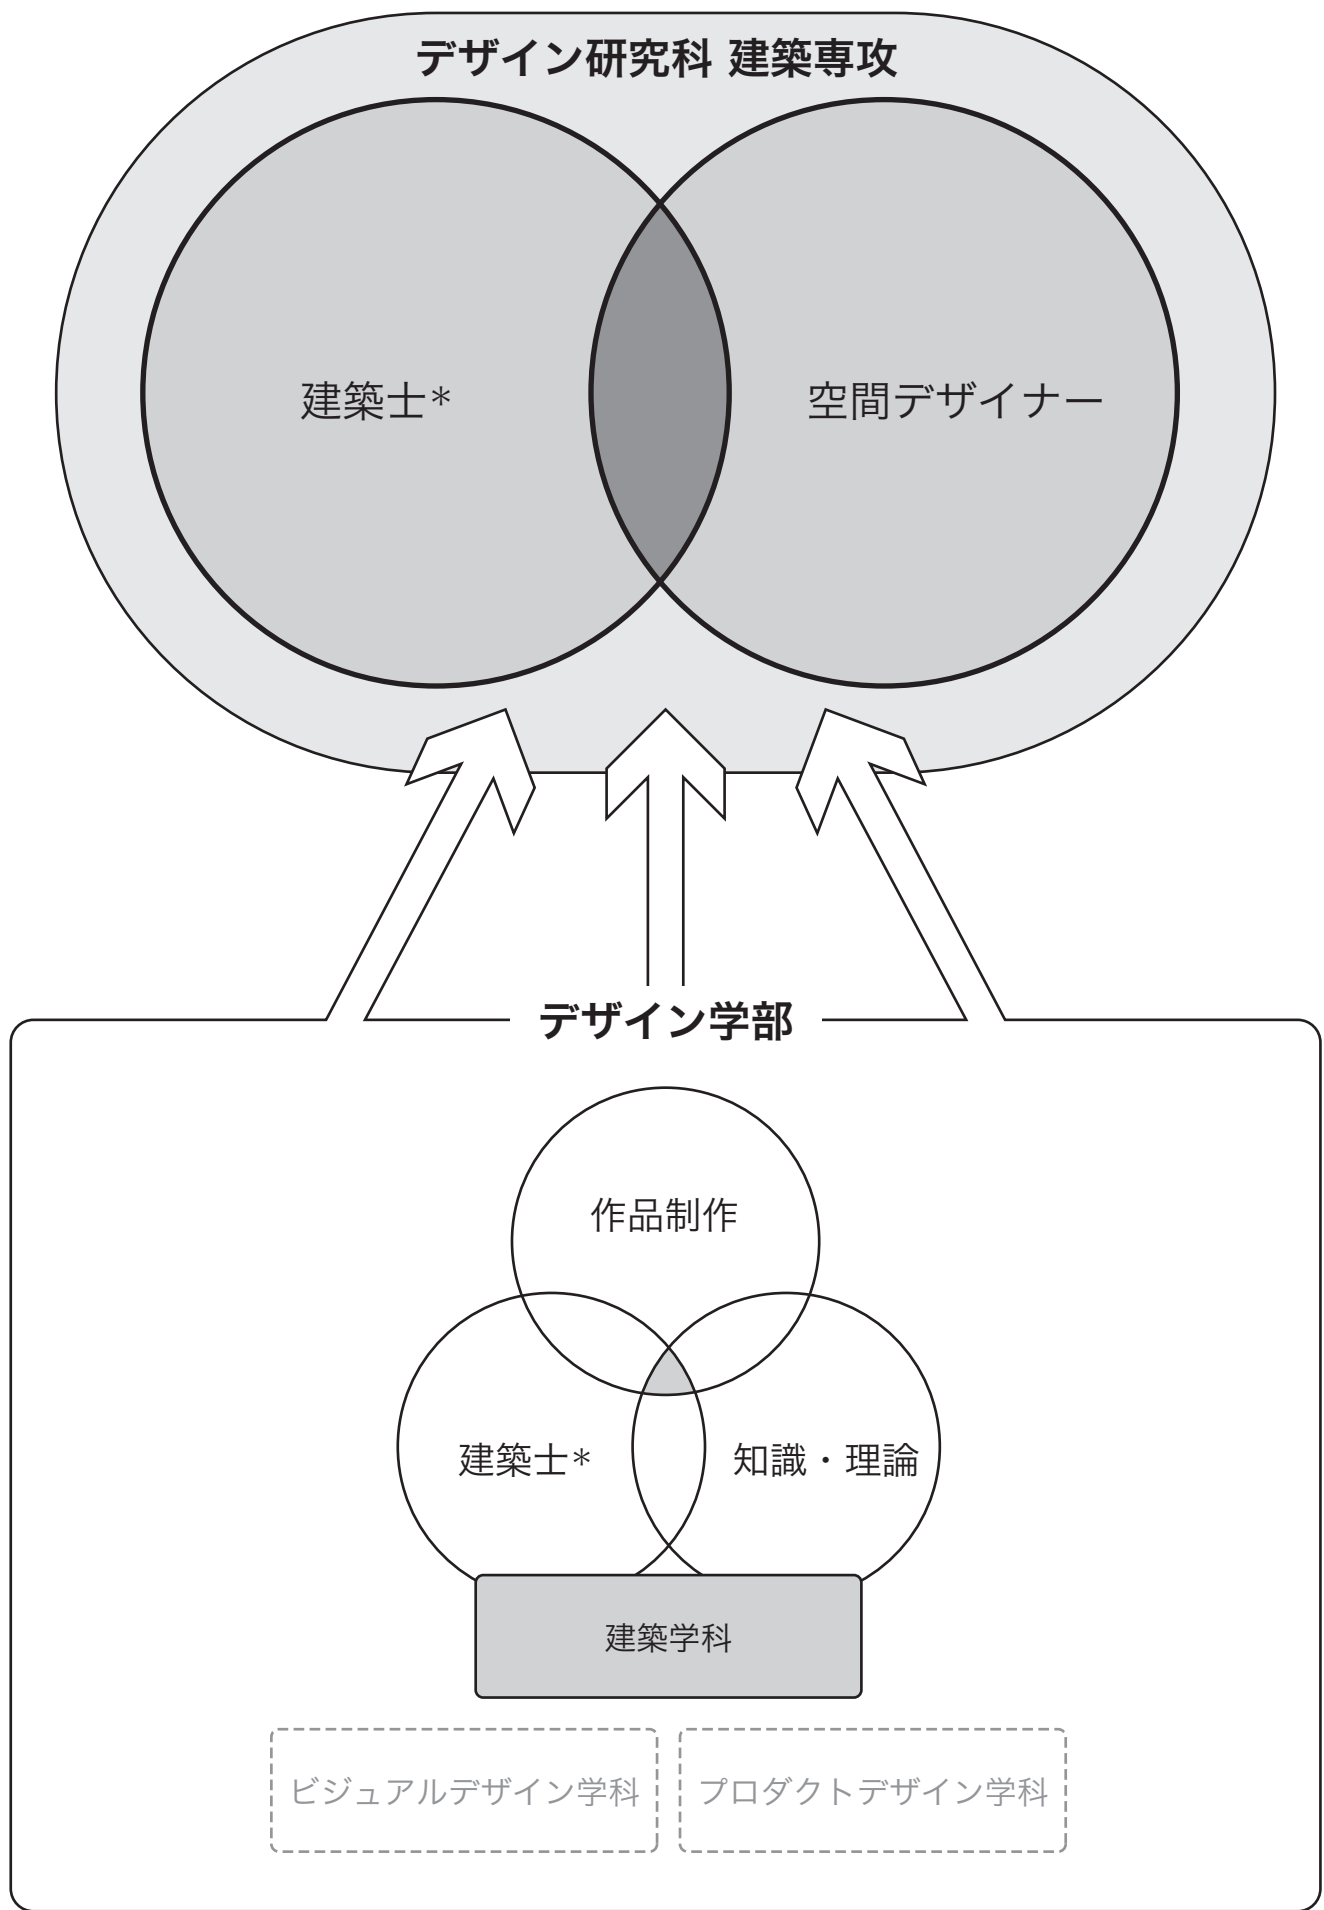 デザイン研究科 建築専攻
建築士*
空間デザイナー
デザイン学部
作品制作
建築士*
知識・理論
建築学科
ビジュアルデザイン学科
プロダクトデザイン学科